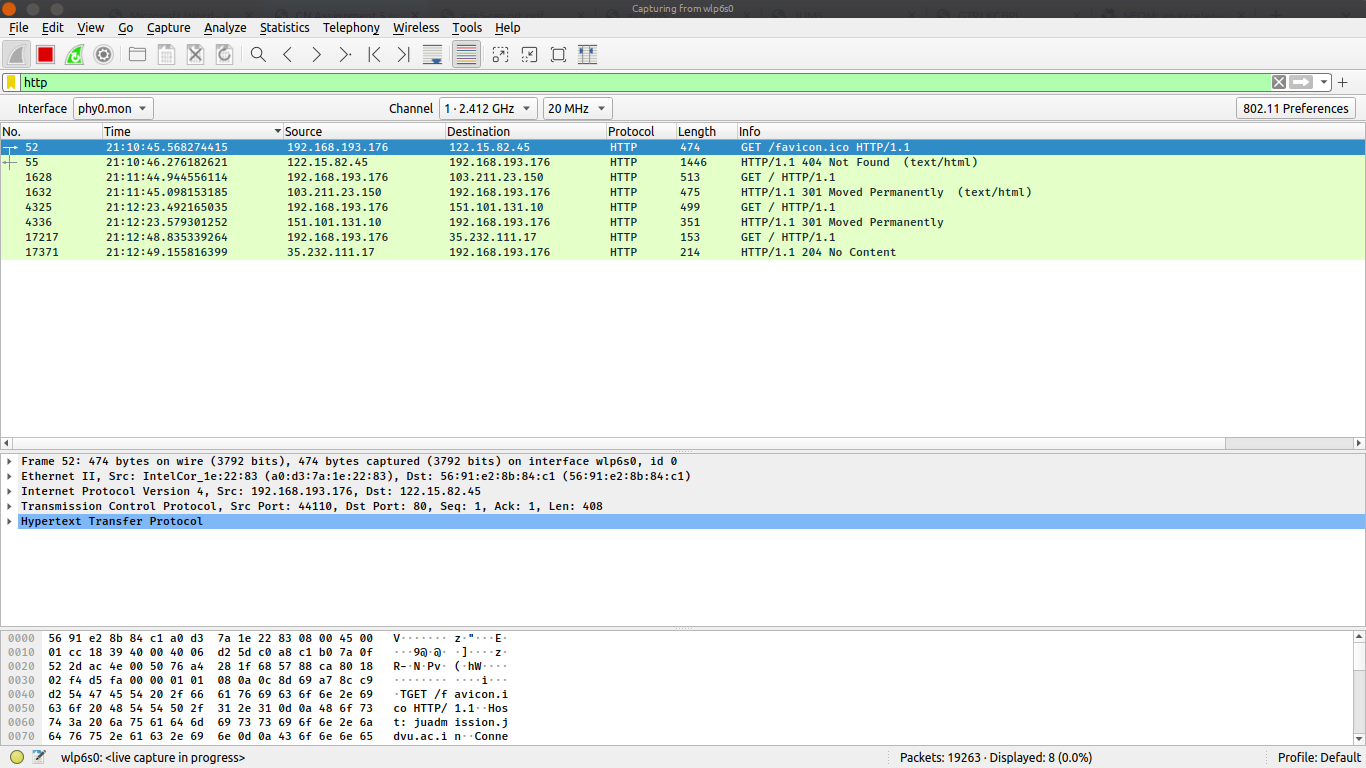 Capturing from wlp6s0
File Edit View Go Capture Analyze Statistics Telephony Wireless Tools Help
http
Interface phy0.mon Channel 1 · 2.412 GHz 20 MHz 802.11 Preferences
No. Time Source Destination Protocol Length Info
52 21:10:45.568274415 192.168.193.176 122.15.82.45 HTTP 474 GET /favicon.ico HTTP/1.1
55 21:10:46.276182621 122.15.82.45 192.168.193.176 HTTP 1446 HTTP/1.1 404 Not Found (text/html)
1628 21:11:44.944556114 192.168.193.176 103.211.23.150 HTTP 513 GET / HTTP/1.1
1632 21:11:45.098153185 103.211.23.150 192.168.193.176 HTTP 475 HTTP/1.1 301 Moved Permanently (text/html)
4325 21:12:23.492165035 192.168.193.176 151.101.131.10 HTTP 499 GET / HTTP/1.1
4336 21:12:23.579301252 151.101.131.10 192.168.193.176 HTTP 351 HTTP/1.1 301 Moved Permanently
17217 21:12:48.835339264 192.168.193.176 35.232.111.17 HTTP 153 GET / HTTP/1.1
17371 21:12:49.155816399 35.232.111.17 192.168.193.176 HTTP 214 HTTP/1.1 204 No Content
Frame 52: 474 bytes on wire (3792 bits), 474 bytes captured (3792 bits) on interface wlp6s0, id 0
Ethernet II, Src: IntelCor_1e:22:83 (a0:d3:7a:1e:22:83), Dst: 56:91:e2:8b:84:c1 (56:91:e2:8b:84:c1)
Internet Protocol Version 4, Src: 192.168.193.176, Dst: 122.15.82.45
Transmission Control Protocol, Src Port: 44110, Dst Port: 80, Seq: 1, Ack: 1, Len: 408
Hypertext Transfer Protocol
0000 56 91 e2 8b 84 c1 a0 d3 7a 1e 22 83 08 00 45 00 V······· z·"···E·
0010 01 cc 18 39 40 00 40 06 d2 5d c0 a8 c1 b0 7a 0f ···9@·@· ·]····z·
0020 52 2d ac 4e 00 50 76 a4 28 1f 68 57 88 ca 80 18 R-·N·Pv· (·hW····
0030 02 f4 d5 fa 00 00 01 01 08 0a 0c 8d 69 a7 8c c9 ········ ····i···
0040 d2 54 47 45 54 20 2f 66 61 76 69 63 6f 6e 2e 69 ·TGET /f avicon.i
0050 63 6f 20 48 54 54 50 2f 31 2e 31 0d 0a 48 6f 73 co HTTP/ 1.1··Hos
0060 74 3a 20 6a 75 61 64 6d 69 73 73 69 6f 6e 2e 6a t: juadm ission.j
0070 64 76 75 2e 61 63 2e 69 6e 0d 0a 43 6f 6e 6e 65 dvu.ac.i n··Conne
wlp6s0: <live capture in progress> Packets: 19263 · Displayed: 8 (0.0%) Profile: Default